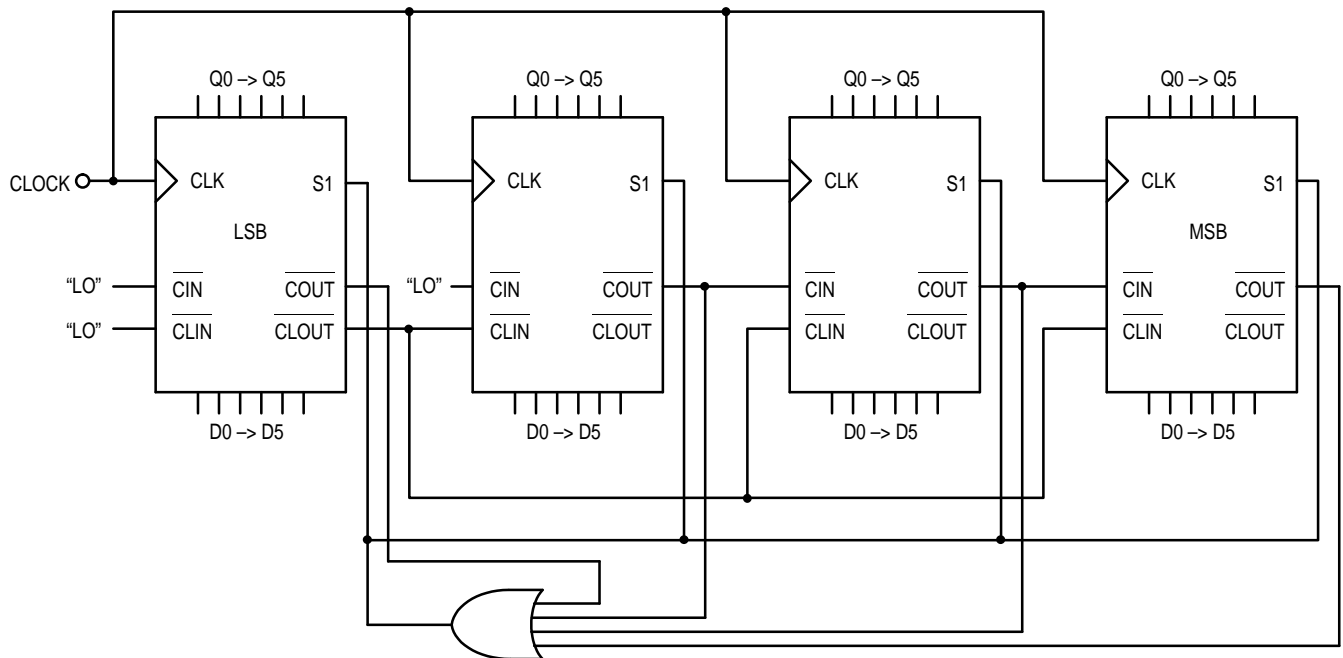 Q0 –> Q5 Q0 –> Q5 Q0 –> Q5 Q0 –> Q5
CLOCK CLK S1 CLK S1 CLK S1 CLK S1
LSB MSB
“LO” CIN COUT “LO” CIN COUT CIN COUT CIN COUT
“LO” CLIN CLOUT CLIN CLOUT CLIN CLOUT CLIN CLOUT
D0 –> D5 D0 –> D5 D0 –> D5 D0 –> D5